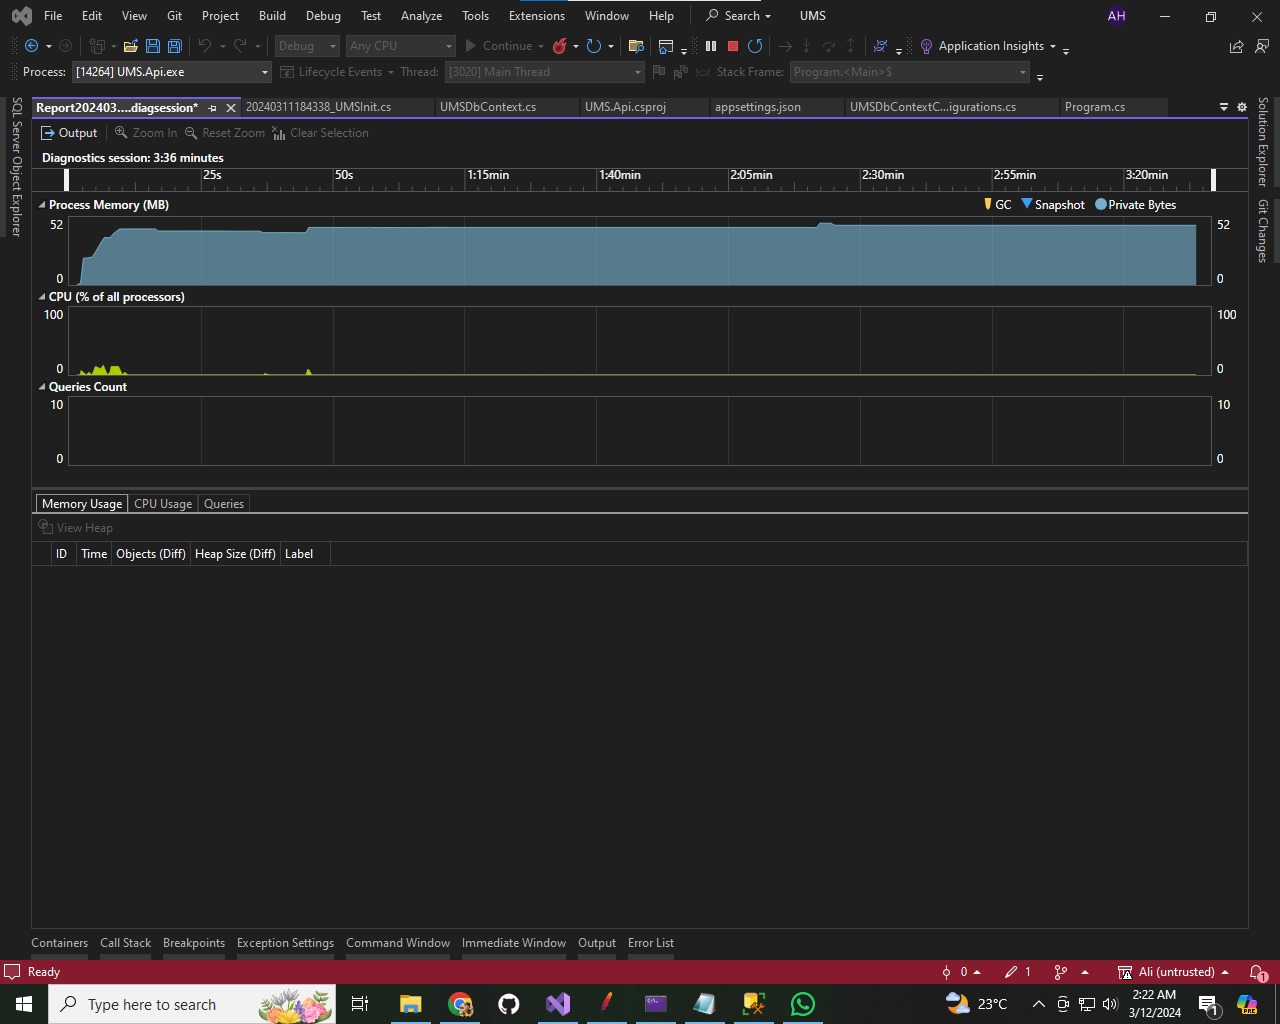 File Edit View Git Project Build Debug Test Analyze Tools Extensions Window Help Search UMS AH
Debug Any CPU Continue Application Insights
Process: [14264] UMS.Api.exe Lifecycle Events Thread: [3020] Main Thread Stack Frame: Program.<Main>$
Report202403....diagsession* 20240311184338_UMSInit.cs UMSDbContext.cs UMS.Api.csproj appsettings.json UMSDbContextC...igurations.cs Program.cs
SQL Server Object Explorer
Solution Explorer
Git Changes
Output Zoom In Reset Zoom Clear Selection
Diagnostics session: 3:36 minutes
25s 50s 1:15min 1:40min 2:05min 2:30min 2:55min 3:20min
Process Memory (MB) GC Snapshot Private Bytes
52 52
0 0
CPU (% of all processors)
100 100
0 0
Queries Count
10 10
0 0
Memory Usage CPU Usage Queries
View Heap
ID Time Objects (Diff) Heap Size (Diff) Label
Containers Call Stack Breakpoints Exception Settings Command Window Immediate Window Output Error List
Ready 0 1 Ali (untrusted) 1
Type here to search 23°C 2:22 AM 1 PRE
3/12/2024